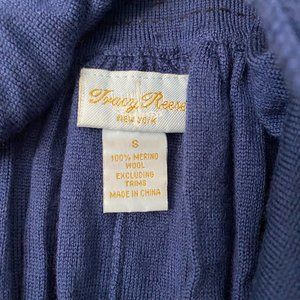 Tracy Reese
NEW YORK
S
100% MERINO
WOOL
EXCLUDING
TRIMS
MADE IN CHINA